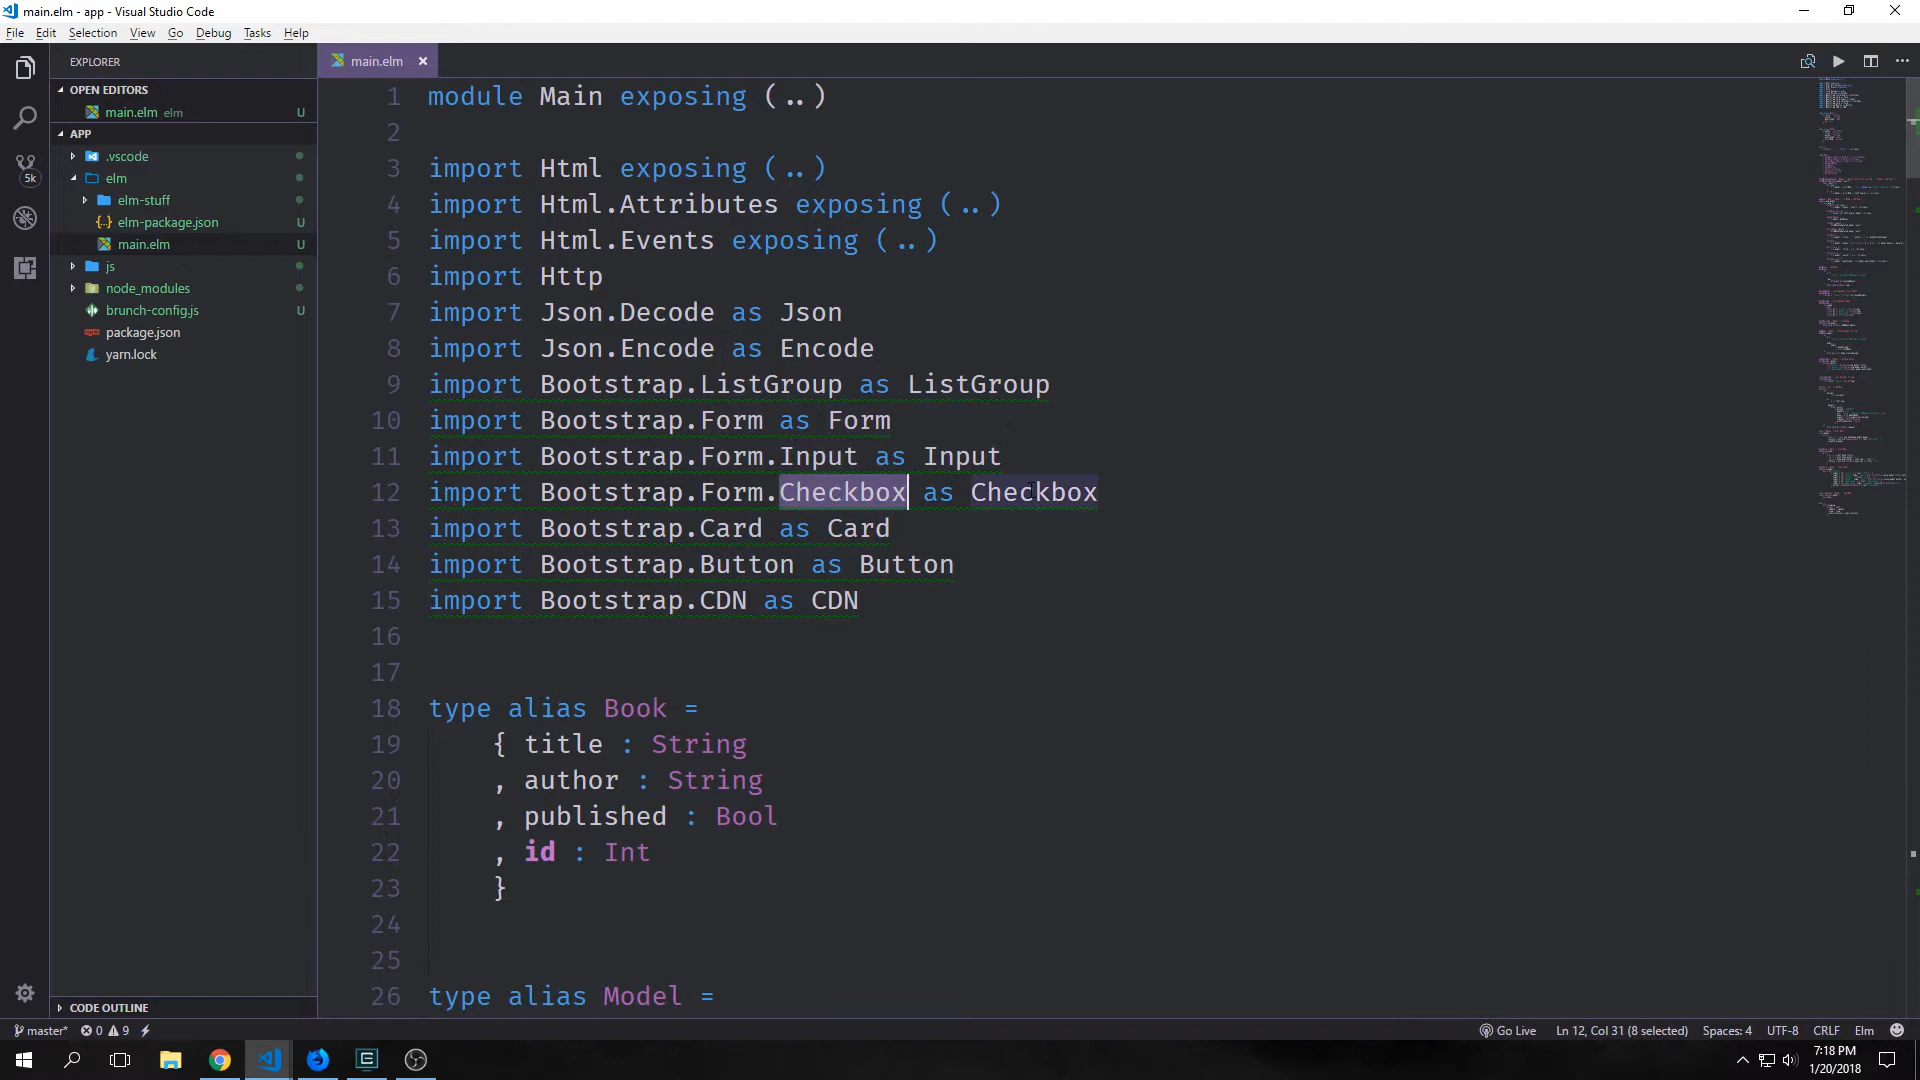 main.elm - app - Visual Studio Code
File Edit Selection View Go Debug Tasks Help
EXPLORER
OPEN EDITORS
main.elm elm U
APP
.vscode
elm
elm-stuff
elm-package.json U
main.elm U
js
node_modules
brunch-config.js U
package.json
yarn.lock
CODE OUTLINE
5k
main.elm
1 module Main exposing (..)
2
3 import Html exposing (..)
4 import Html.Attributes exposing (..)
5 import Html.Events exposing (..)
6 import Http
7 import Json.Decode as Json
8 import Json.Encode as Encode
9 import Bootstrap.ListGroup as ListGroup
10 import Bootstrap.Form as Form
11 import Bootstrap.Form.Input as Input
12 import Bootstrap.Form.Checkbox as Checkbox
13 import Bootstrap.Card as Card
14 import Bootstrap.Button as Button
15 import Bootstrap.CDN as CDN
16
17
18 type alias Book =
19 { title : String
20 , author : String
21 , published : Bool
22 , id : Int
23 }
24
25
26 type alias Model =
master* 0 9 Go Live Ln 12, Col 31 (8 selected) Spaces: 4 UTF-8 CRLF Elm
7:18 PM
1/20/2018